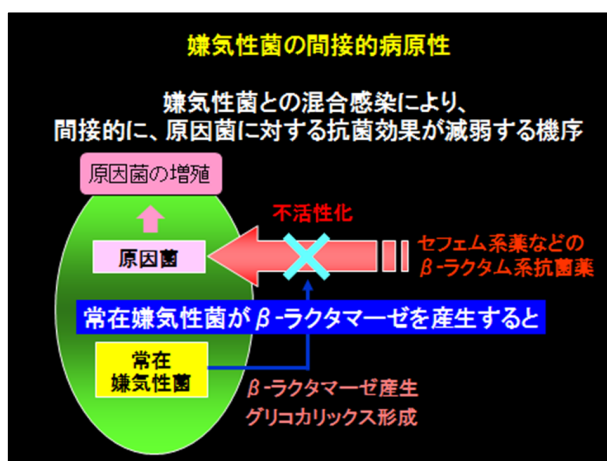 嫌気性菌の間接的病原性
嫌気性菌との混合感染により、
間接的に、原因菌に対する抗菌効果が減弱する機序
原因菌の増殖
不活性化
原因菌
セフェム系薬などの
β-ラクタム系抗菌薬
常在嫌気性菌がβ-ラクタマーゼを産生すると
常在
嫌気性菌
β-ラクタマーゼ産生
グリコカリックス形成